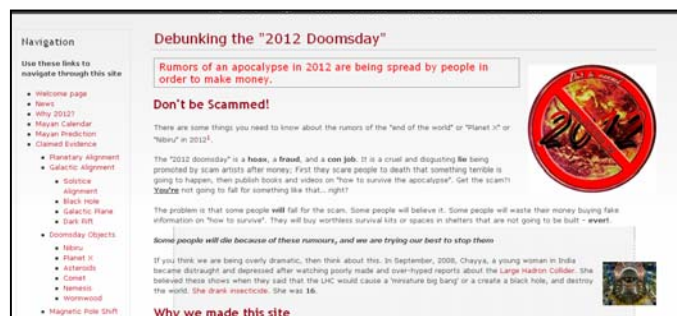 Navigation
Use these links to
navigate through this site
Welcome page
News
Why 2012?
Mayan Calendar
Mayan Prediction
Claimed Evidence
Planetary Alignment
Galactic Alignment
Solstice
Alignment
Black Hole
Galactic Plane
Dark Rift
Doomsday Objects
Nibiru
Planet X
Asteroids
Comet
Nemesis
Wormwood
Magnetic Pole Shift
Debunking the "2012 Doomsday"
Rumors of an apocalypse in 2012 are being spread by people in
order to make money.
2012
Don't be Scammed!
There are some things you need to know about the rumors of the "end of the world" or "Planet X" or
"Nibiru" in 2012
The "2012 doomsday" is a hoax, a fraud, and a con job. It is a cruel and disgusting lie being
promoted by scam artists after money; First they scare people to death that something terrible is
going to happen, then publish books and videos on "how to survive the apocalypse". Get the scam?!
You're not going to fall for something like that... right?
The problem is that some people will fall for the scam. Some people will believe it. Some people will waste their money buying fake
information on "how to survive". They will buy worthless survival kits or spaces in shelters that are not going to be built - ever!.
Some people will die because of these rumours, and we are trying our best to stop them
If you think we are being overly dramatic, then think about this. In September, 2008, Chayya, a young woman in India
became distraught and depressed after watching poorly made and over-hyped reports about the Large Hadron Collider. She
believed these shows when they said that the LHC would cause a 'miniature big bang' or a create a black hole, and destroy
the world. She drank insecticide. She was 16.
Why we made this site